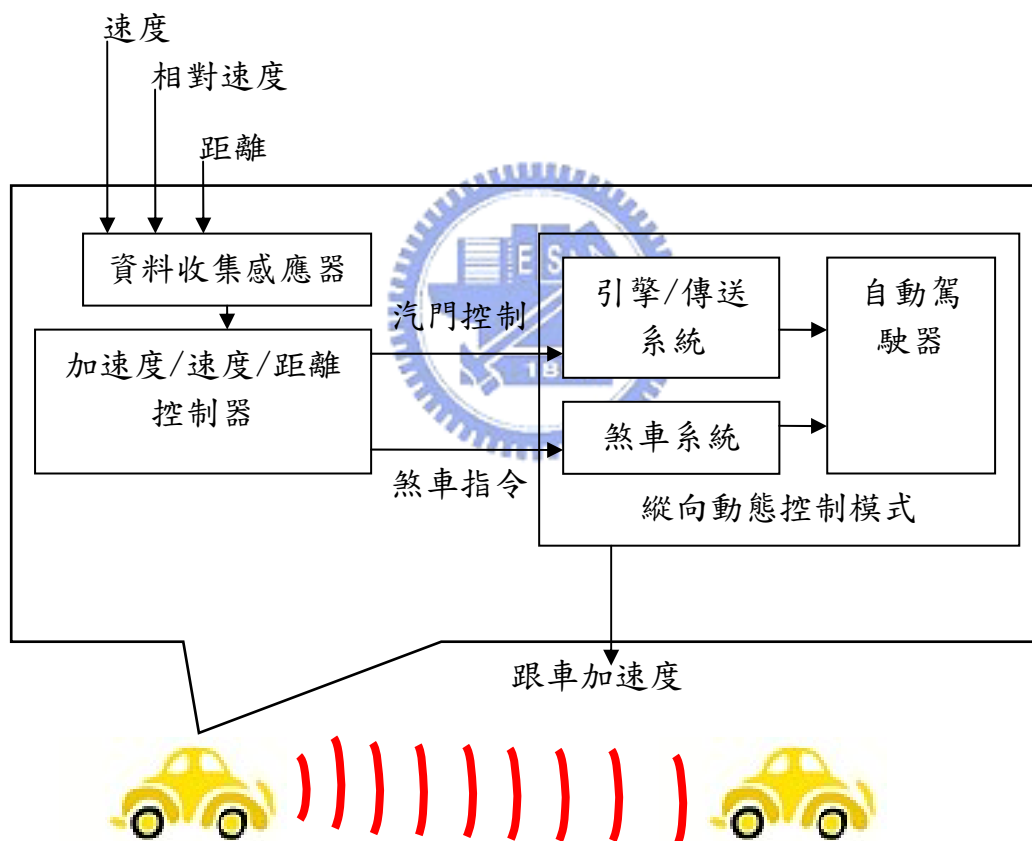 速度
相對速度
距離
資料收集感應器
加速度/速度/距離
控制器
汽門控制
煞車指令
引擎/傳送
系統
煞車系統
自動駕
駛器
縱向動態控制模式
跟車加速度
E S
18